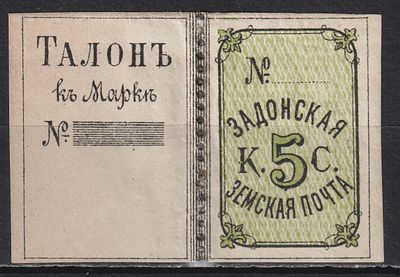 ТАЛОНЪ
къ Маркѣ
№
№
ЗАДОНСКАЯ
К. 5 С.
ЗЕМСКАЯ ПОЧТА